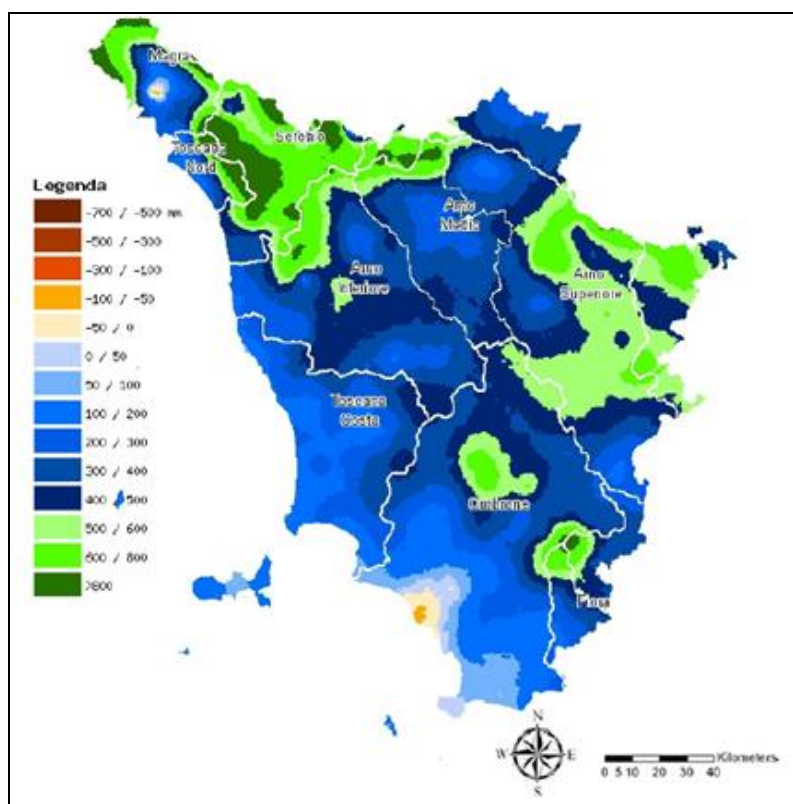 Magra
Serchio
Toscana
Nord
Legenda
-700 / -500 mm
-500 / -300
-300 / -100
-100 / -50
-50 / 0
0 / 50
50 / 100
100 / 200
200 / 300
300 / 400
400 / 500
500 / 600
600 / 800
>800
Arno
Medio
Arno
Inferiore
Arno
Superiore
Toscana
Costa
Ombrone
Fiora
N
W E
S
Kilometers
0 5 10 20 30 40